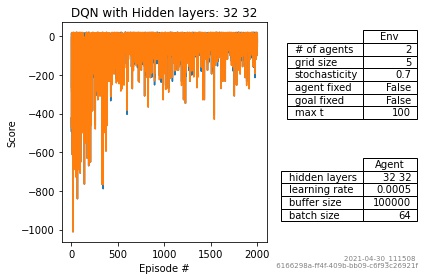 DQN with Hidden layers: 32 32
0
−200
−400
−600
−800
−1000
Score
0 500 1000 1500 2000
Episode #
Env
# of agents 2
grid size 5
stochasticity 0.7
agent fixed False
goal fixed False
max t 100
Agent
hidden layers 32 32
learning rate 0.0005
buffer size 100000
batch size 64
2021-04-30_111508
6166298a-ff4f-409b-bb09-c6f93c26921f